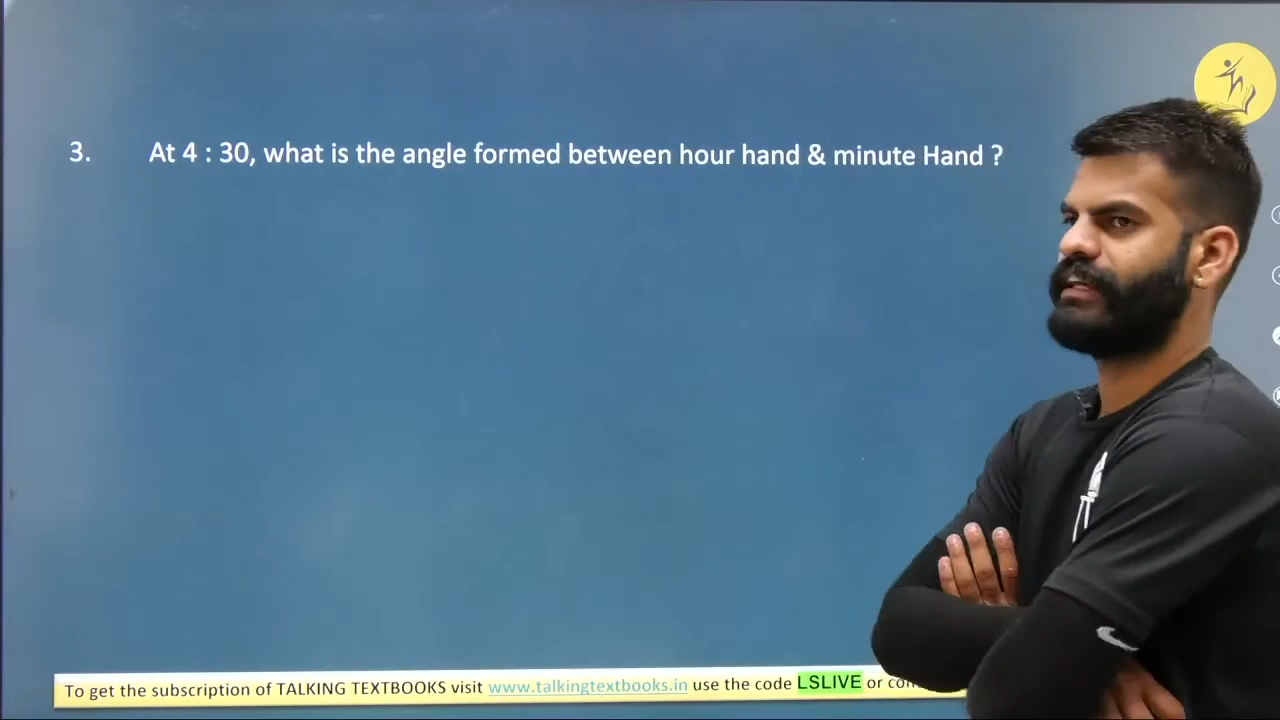 3. At 4 : 30, what is the angle formed between hour hand & minute Hand ?
To get the subscription of TALKING TEXTBOOKS visit www.talkingtextbooks.in use the code LSLIVE or